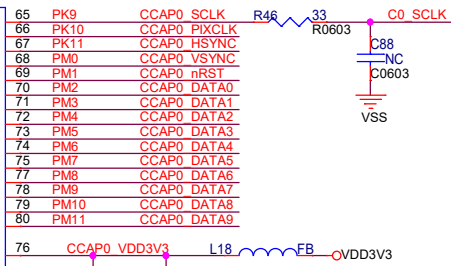 65 PK9 CCAP0_SCLK R46 33 C0_SCLK
66 PK10 CCAP0_PIXCLK R0603
67 PK11 CCAP0_HSYNC
68 PM0 CCAP0_VSYNC
69 PM1 CCAP0_nRST
70 PM2 CCAP0_DATA0
71 PM3 CCAP0_DATA1
72 PM4 CCAP0_DATA2
73 PM5 CCAP0_DATA3
74 PM6 CCAP0_DATA4
75 PM7 CCAP0_DATA5
77 PM8 CCAP0_DATA6
78 PM9 CCAP0_DATA7
79 PM10 CCAP0_DATA8
80 PM11 CCAP0_DATA9
C88
NC
C0603
VSS
76 CCAP0_VDD3V3 L18 FB VDD3V3